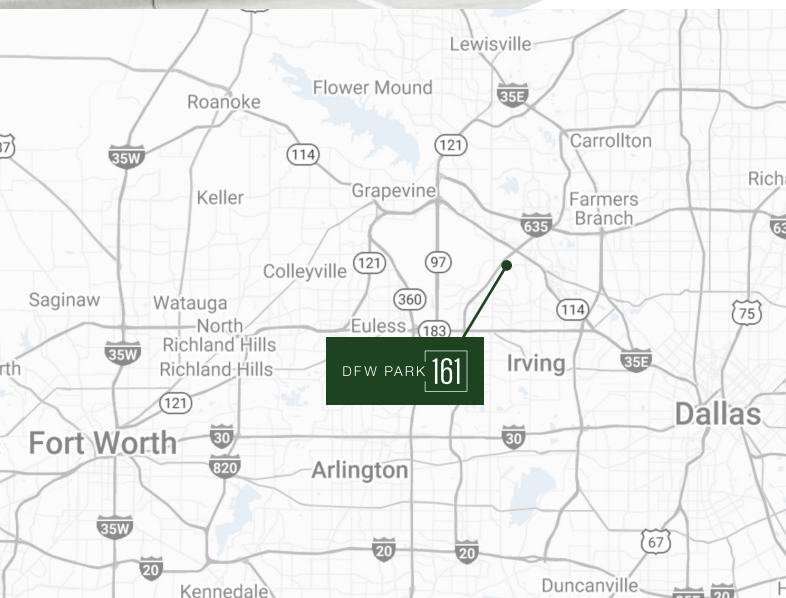 Lewisville
Flower Mound
35E
Roanoke
121
Carrollton
114
35W
Grapevine
Keller
Farmers
Branch
635
Colleyville
121
97
360
Saginaw
Watauga
114
75
North
Richland Hills
Euless
183
35W
Richland Hills
Irving
35E
DFW PARK 161
121
Dallas
Fort Worth
30
30
820
Arlington
35W
67
20
20
20
Duncanville
Kennedale
20